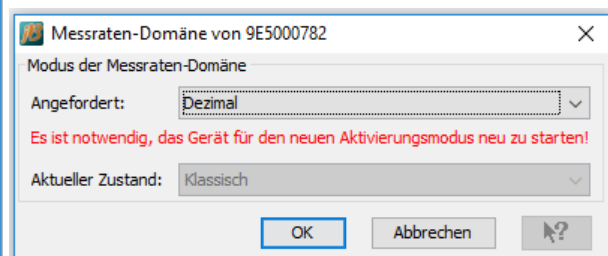 Messraten-Domäne von 9E5000782
Modus der Messraten-Domäne
Angefordert: Dezimal
Es ist notwendig, das Gerät für den neuen Aktivierungsmodus neu zu starten!
Aktueller Zustand: Klassisch
OK Abbrechen ?